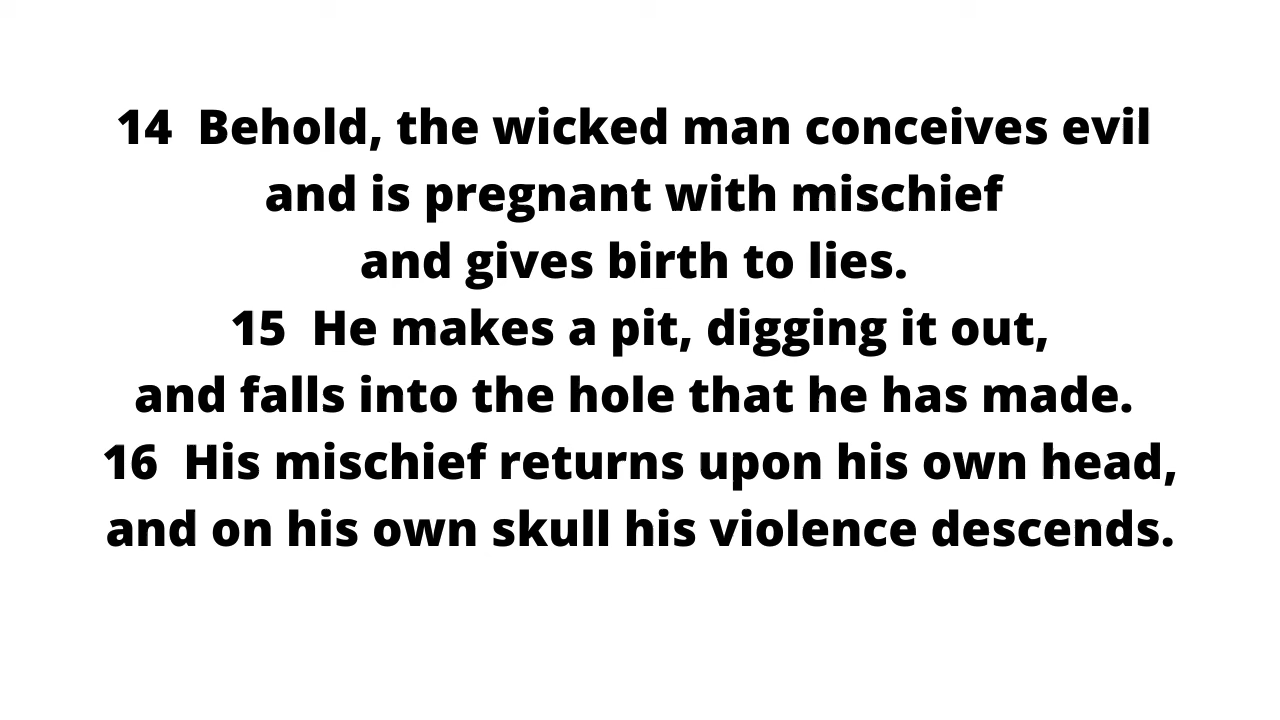 14  Behold, the wicked man conceives evil
and is pregnant with mischief
and gives birth to lies.
15  He makes a pit, digging it out,
and falls into the hole that he has made.
16  His mischief returns upon his own head,
and on his own skull his violence descends.